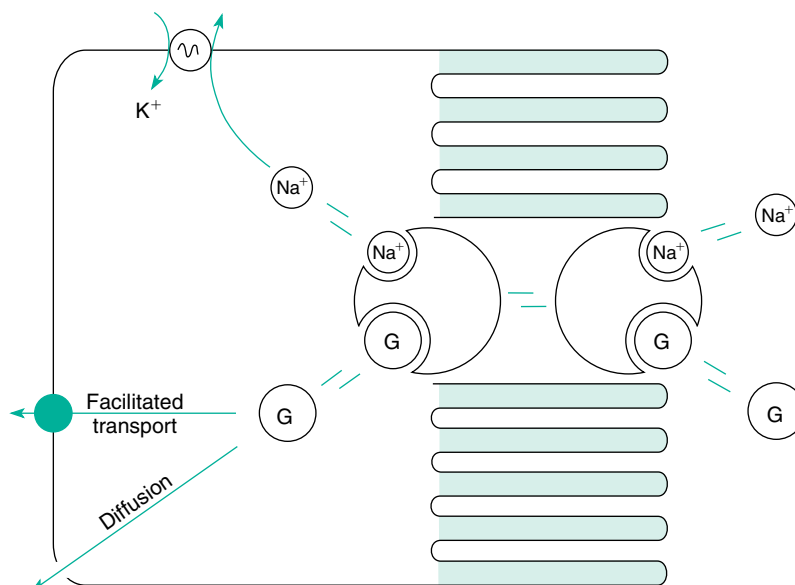 K⁺
Na⁺
Na⁺
Na⁺
Na⁺
G
G
Facilitated
transport
G
G
Diffusion